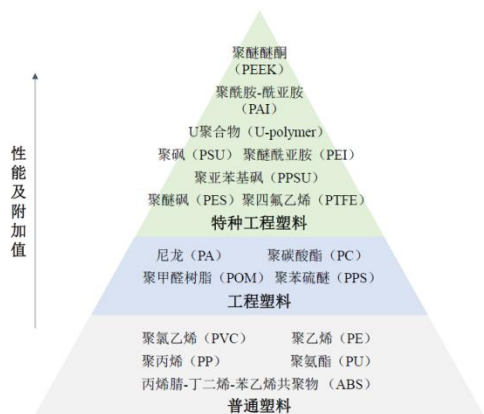 性能及附加值
聚醚醚酮
(PEEK)
聚酰胺-酰亚胺
(PAI)
U聚合物（U-polymer）
聚砜（PSU） 聚醚酰亚胺（PEI）
聚亚苯基砜（PPSU）
聚醚砜（PES） 聚四氟乙烯（PTFE）
特种工程塑料
尼龙（PA） 聚碳酸酯（PC）
聚甲醛树脂（POM） 聚苯硫醚（PPS）
工程塑料
聚氯乙烯（PVC） 聚乙烯（PE）
聚丙烯（PP） 聚氨酯（PU）
丙烯腈-丁二烯-苯乙烯共聚物（ABS）
普通塑料